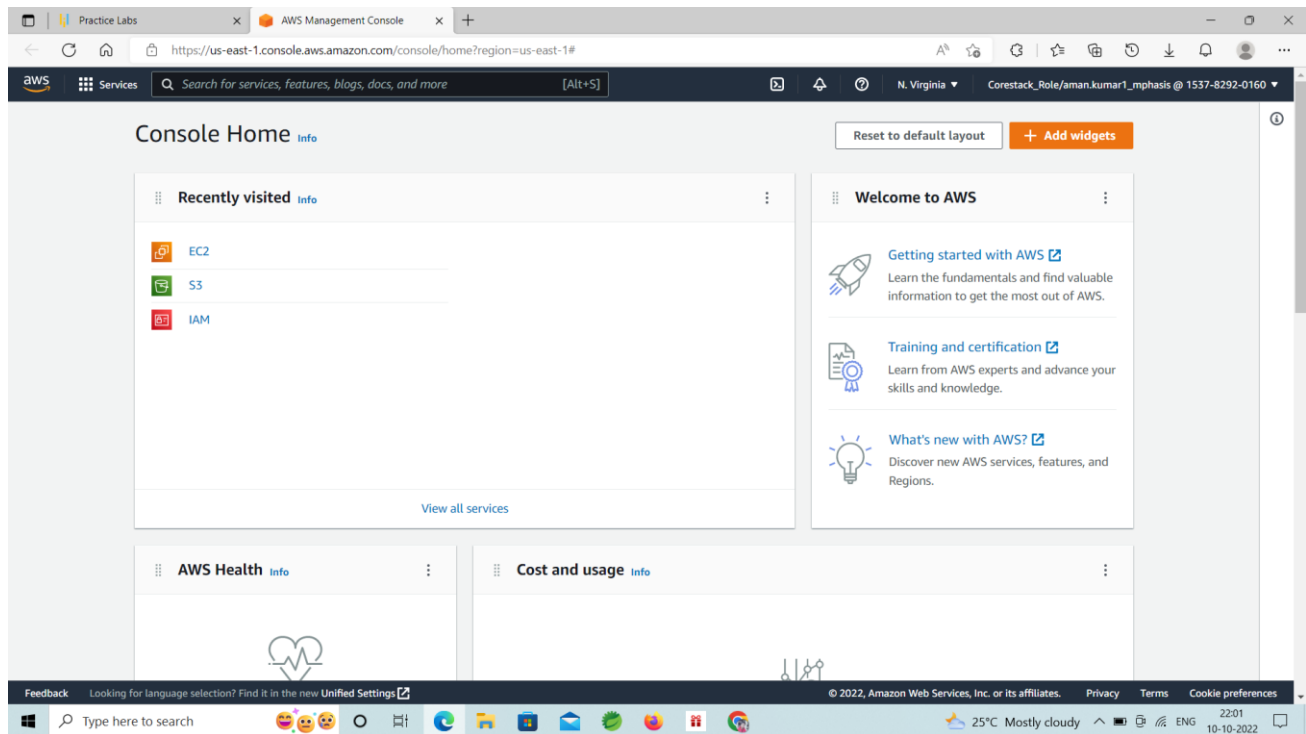 Practice Labs
AWS Management Console
https://us-east-1.console.aws.amazon.com/console/home?region=us-east-1#
aws
Services
Search for services, features, blogs, docs, and more
[Alt+S]
N. Virginia
Corestack_Role/aman.kumar1_mphasis @ 1537-8292-0160
Console Home Info
Reset to default layout
Add widgets
Recently visited Info
EC2
S3
IAM
View all services
Welcome to AWS
Getting started with AWS
Learn the fundamentals and find valuable
information to get the most out of AWS.
Training and certification
Learn from AWS experts and advance your
skills and knowledge.
What's new with AWS?
Discover new AWS services, features, and
Regions.
AWS Health Info
Cost and usage Info
Feedback
Looking for language selection? Find it in the new Unified Settings
© 2022, Amazon Web Services, Inc. or its affiliates.
Privacy
Terms
Cookie preferences
Type here to search
25°C Mostly cloudy
ENG
22:01
10-10-2022